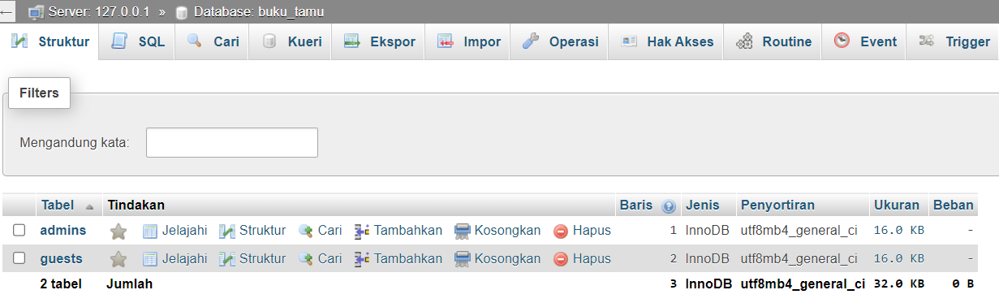 ← Server: 127.0.0.1 » Database: buku_tamu
Struktur SQL Cari Kueri Ekspor Impor Operasi Hak Akses Routine Event Trigger
Filters
Mengandung kata:
Tabel Tindakan Baris Jenis Penyortiran Ukuran Beban
admins Jelajahi Struktur Cari Tambahkan Kosongkan Hapus 1 InnoDB utf8mb4_general_ci 16.0 KB -
guests Jelajahi Struktur Cari Tambahkan Kosongkan Hapus 2 InnoDB utf8mb4_general_ci 16.0 KB -
2 tabel Jumlah 3 InnoDB utf8mb4_general_ci 32.0 KB 0 B